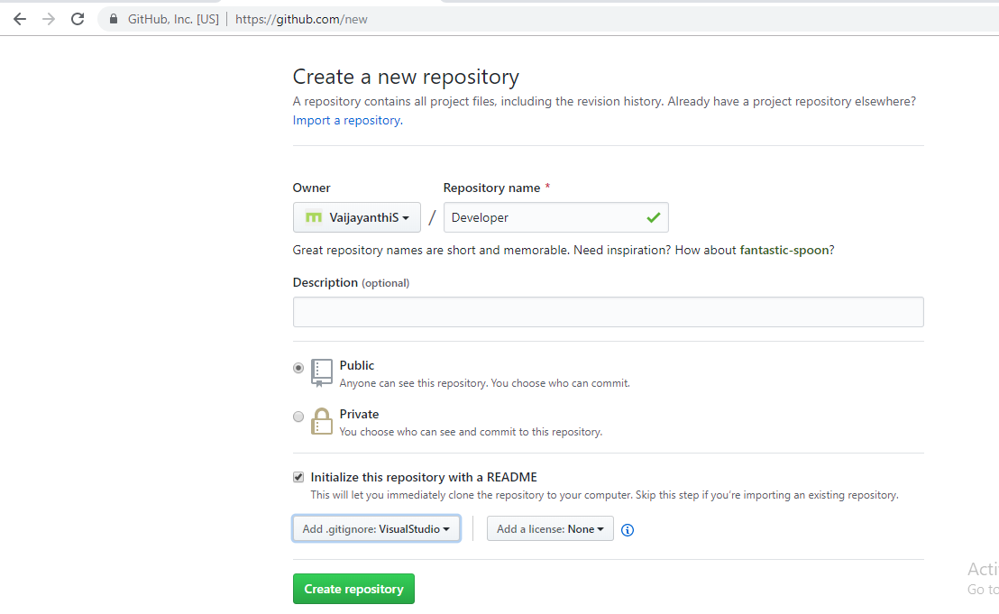 GitHub, Inc. [US] | https://github.com/new
Create a new repository
A repository contains all project files, including the revision history. Already have a project repository elsewhere?
Import a repository.
Owner
Repository name *
VaijayanthiS / Developer
Great repository names are short and memorable. Need inspiration? How about fantastic-spoon?
Description (optional)
Public
Anyone can see this repository. You choose who can commit.
Private
You choose who can see and commit to this repository.
Initialize this repository with a README
This will let you immediately clone the repository to your computer. Skip this step if you're importing an existing repository.
Add .gitignore: VisualStudio
Add a license: None
Create repository
Acti
Go to